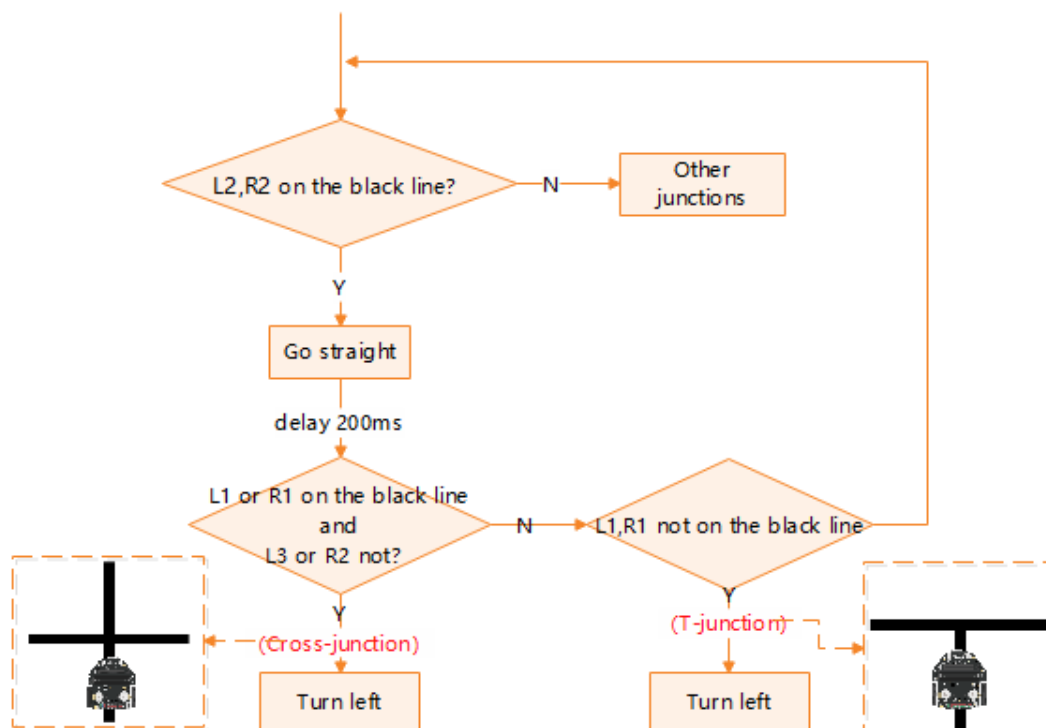 L2,R2 on the black line?
N
Other
junctions
Y
Go straight
delay 200ms
L1 or R1 on the black line
and
L3 or R2 not?
N
L1,R1 not on the black line
Y
(Cross-junction)
Y
(T-junction)
Turn left
Turn left